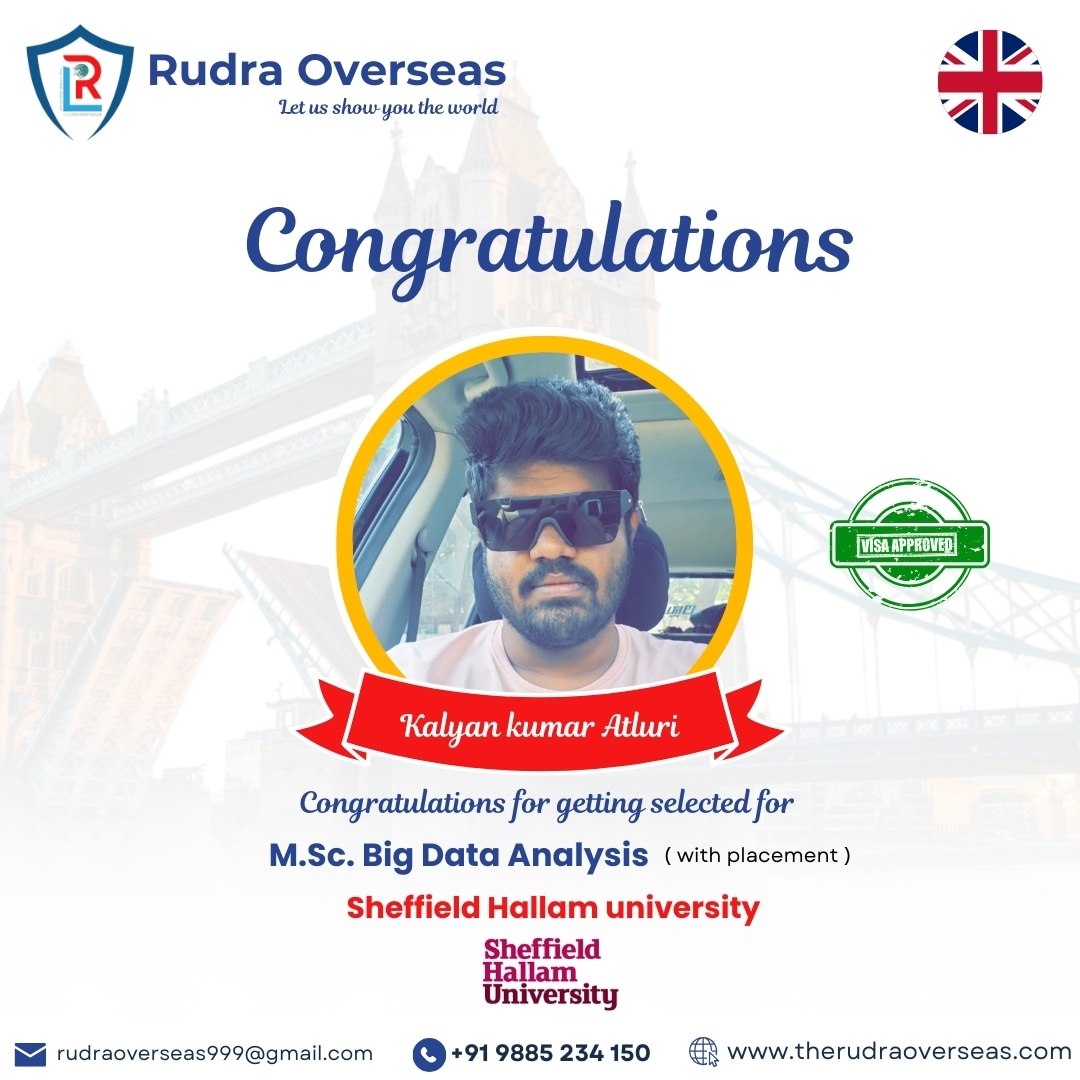 Rudra Overseas
Let us show you the world
Congratulations
VISA APPROVED
Kalyan kumar Atluri
Congratulations for getting selected for
M.Sc. Big Data Analysis ( with placement )
Sheffield Hallam university
Sheffield
Hallam
University
rudraoverseas999@gmail.com +91 9885 234 150 www.therudraoverseas.com